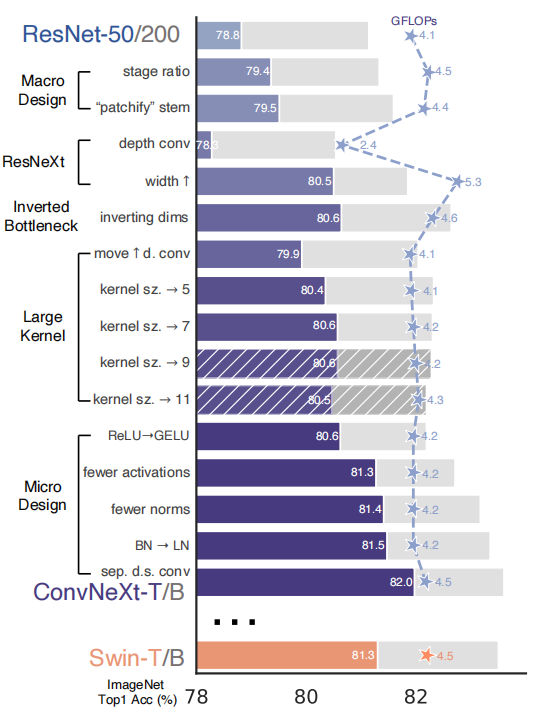 GFLOPs
ResNet-50/200 78.8 4.1
Macro
Design
stage ratio 79.4 4.5
"patchify" stem 79.5 4.4
ResNeXt
depth conv 78.3 2.4
width ↑ 80.5 5.3
Inverted
Bottleneck
inverting dims 80.6 4.6
Large
Kernel
move ↑ d. conv 79.9 4.1
kernel sz. → 5 80.4 4.1
kernel sz. → 7 80.6 4.2
kernel sz. → 9 80.6 4.2
kernel sz. → 11 80.5 4.3
Micro
Design
ReLU→GELU 80.6 4.2
fewer activations 81.3 4.2
fewer norms 81.4 4.2
BN → LN 81.5 4.2
sep. d.s. conv
ConvNeXt-T/B 82.0 4.5
...
Swin-T/B 81.3 4.5
ImageNet
Top1 Acc (%) 78 80 82